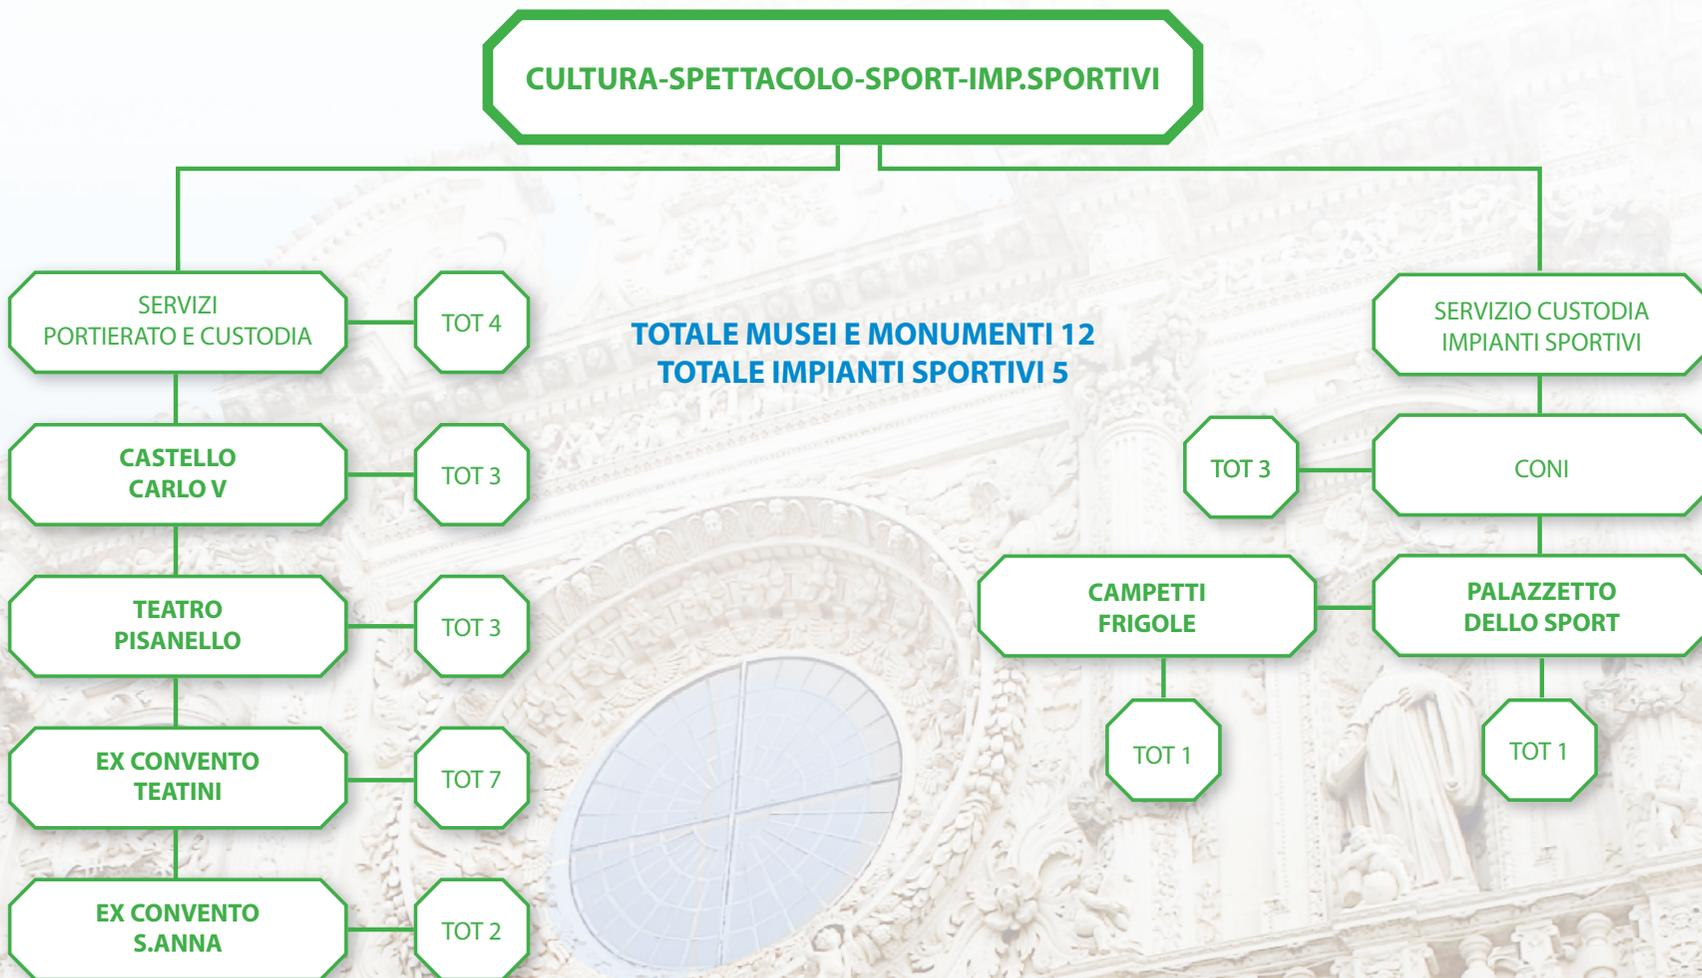 CULTURA-SPETTACOLO-SPORT-IMP.SPORTIVI
SERVIZI
PORTIERATO E CUSTODIA
TOT 4
CASTELLO
CARLO V
TOT 3
TEATRO
PISANELLO
TOT 3
EX CONVENTO
TEATINI
TOT 7
EX CONVENTO
S.ANNA
TOT 2
TOTALE MUSEI E MONUMENTI 12
TOTALE IMPIANTI SPORTIVI 5
SERVIZIO CUSTODIA
IMPIANTI SPORTIVI
TOT 3
CONI
CAMPETTI
FRIGOLE
TOT 1
PALAZZETTO
DELLO SPORT
TOT 1